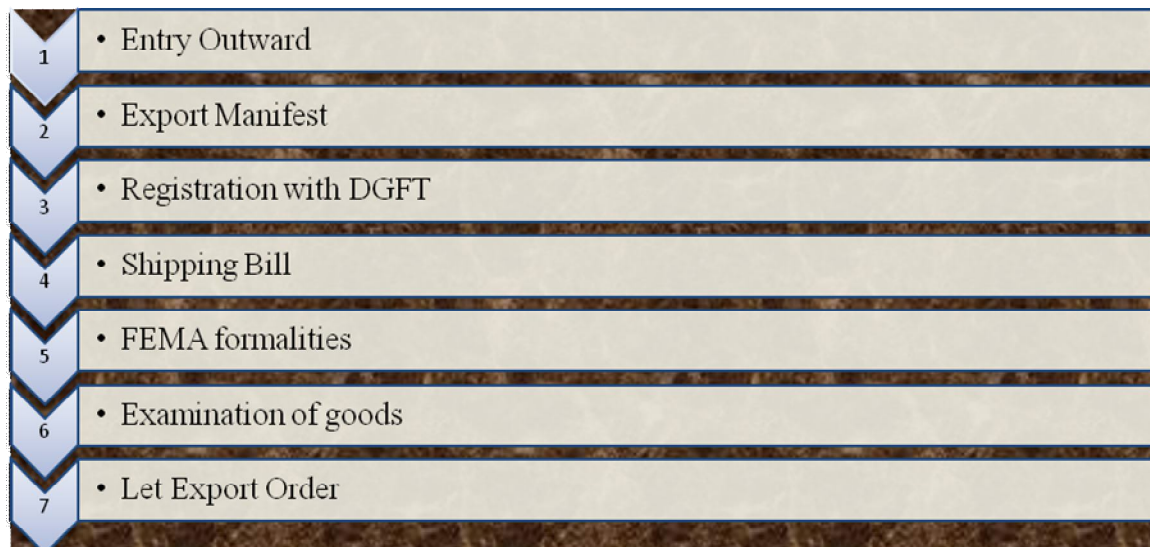 1 • Entry Outward
2 • Export Manifest
3 • Registration with DGFT
4 • Shipping Bill
5 • FEMA formalities
6 • Examination of goods
7 • Let Export Order